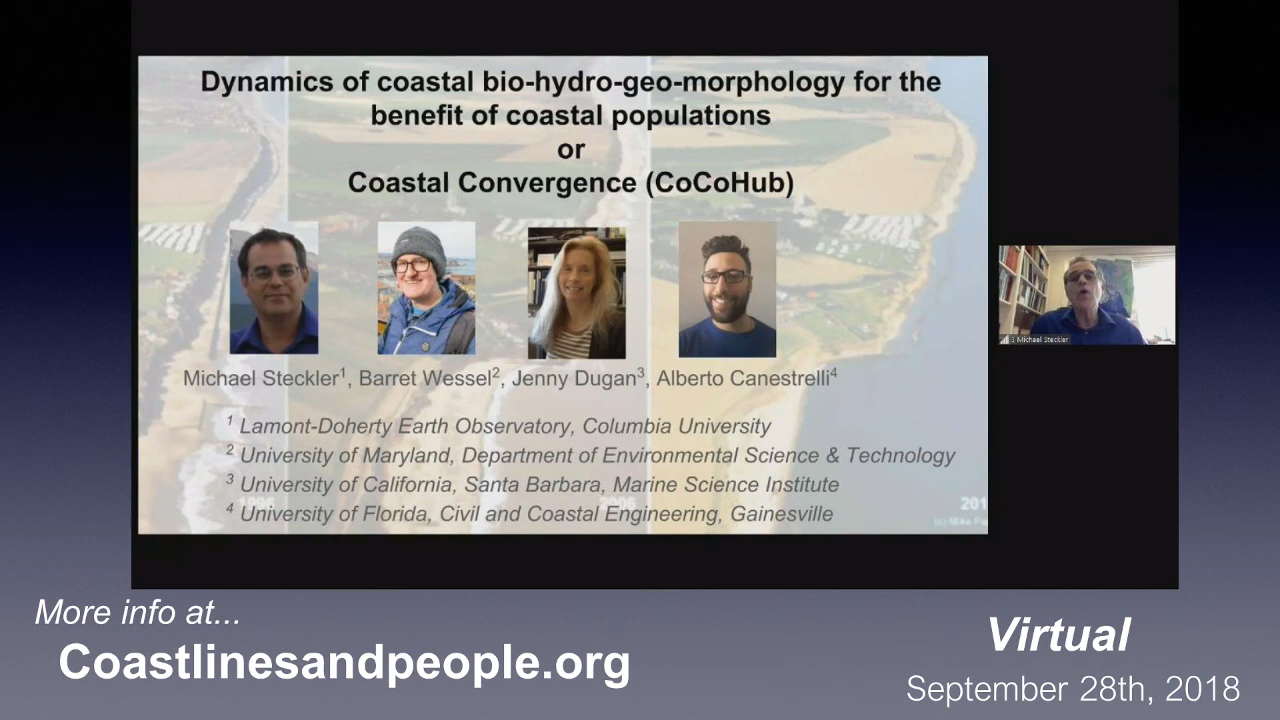 Dynamics of coastal bio-hydro-geo-morphology for the
benefit of coastal populations
or
Coastal Convergence (CoCoHub)
Michael Steckler¹, Barret Wessel², Jenny Dugan³, Alberto Canestrelli⁴
¹ Lamont-Doherty Earth Observatory, Columbia University
² University of Maryland, Department of Environmental Science & Technology
³ University of California, Santa Barbara, Marine Science Institute
⁴ University of Florida, Civil and Coastal Engineering, Gainesville
1996
2006
201
Michael Steckler
More info at...
Coastlinesandpeople.org
Virtual
September 28th, 2018